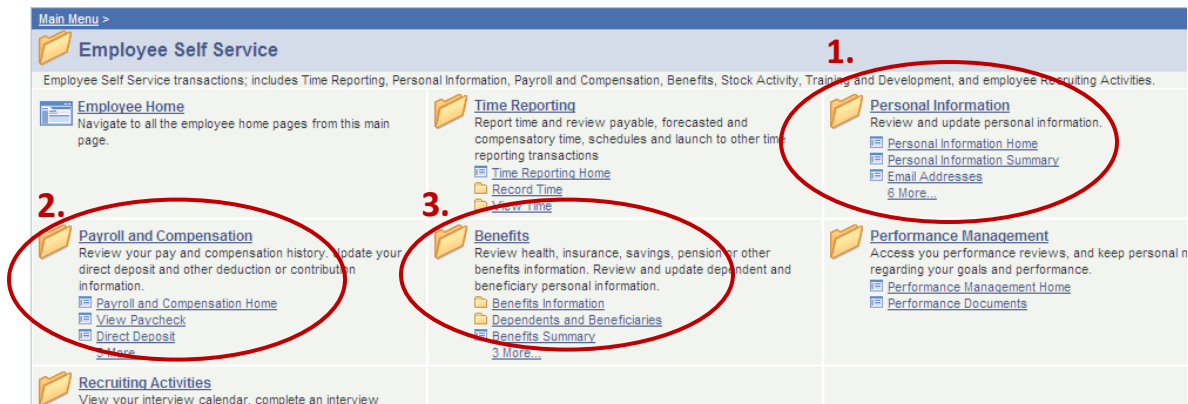 Main Menu >
Employee Self Service
1.
Employee Self Service transactions; includes Time Reporting, Personal Information, Payroll and Compensation, Benefits, Stock Activity, Training and Development, and employee Recruiting Activities.
Employee Home
Navigate to all the employee home pages from this main
page.
Time Reporting
Report time and review payable, forecasted and
compensatory time, schedules and launch to other time
reporting transactions
Time Reporting Home
Record Time
View Time
Personal Information
Review and update personal information.
Personal Information Home
Personal Information Summary
Email Addresses
6 More...
2.
Payroll and Compensation
Review your pay and compensation history. Update your
direct deposit and other deduction or contribution
information.
Payroll and Compensation Home
View Paycheck
Direct Deposit
3 More...
3.
Benefits
Review health, insurance, savings, pension or other
benefits information. Review and update dependent and
beneficiary personal information.
Benefits Information
Dependents and Beneficiaries
Benefits Summary
3 More...
Performance Management
Access you performance reviews, and keep personal
regarding your goals and performance.
Performance Management Home
Performance Documents
Recruiting Activities
View your interview calendar, complete an interview